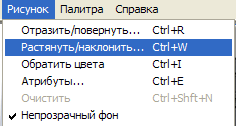 Рисунок Палитра Справка
Отразить/повернуть... Ctrl+R
Растянуть/наклонить... Ctrl+W
Обратить цвета Ctrl+I
Атрибуты... Ctrl+E
Очистить Ctrl+Shft+N
✓ Непрозрачный фон